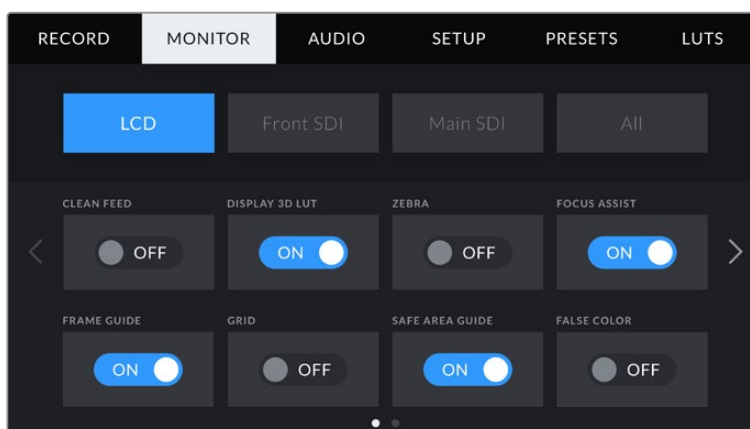 RECORD MONITOR AUDIO SETUP PRESETS LUTS
LCD Front SDI Main SDI All
CLEAN FEED DISPLAY 3D LUT ZEBRA FOCUS ASSIST
OFF ON OFF ON
FRAME GUIDE GRID SAFE AREA GUIDE FALSE COLOR
ON OFF ON OFF